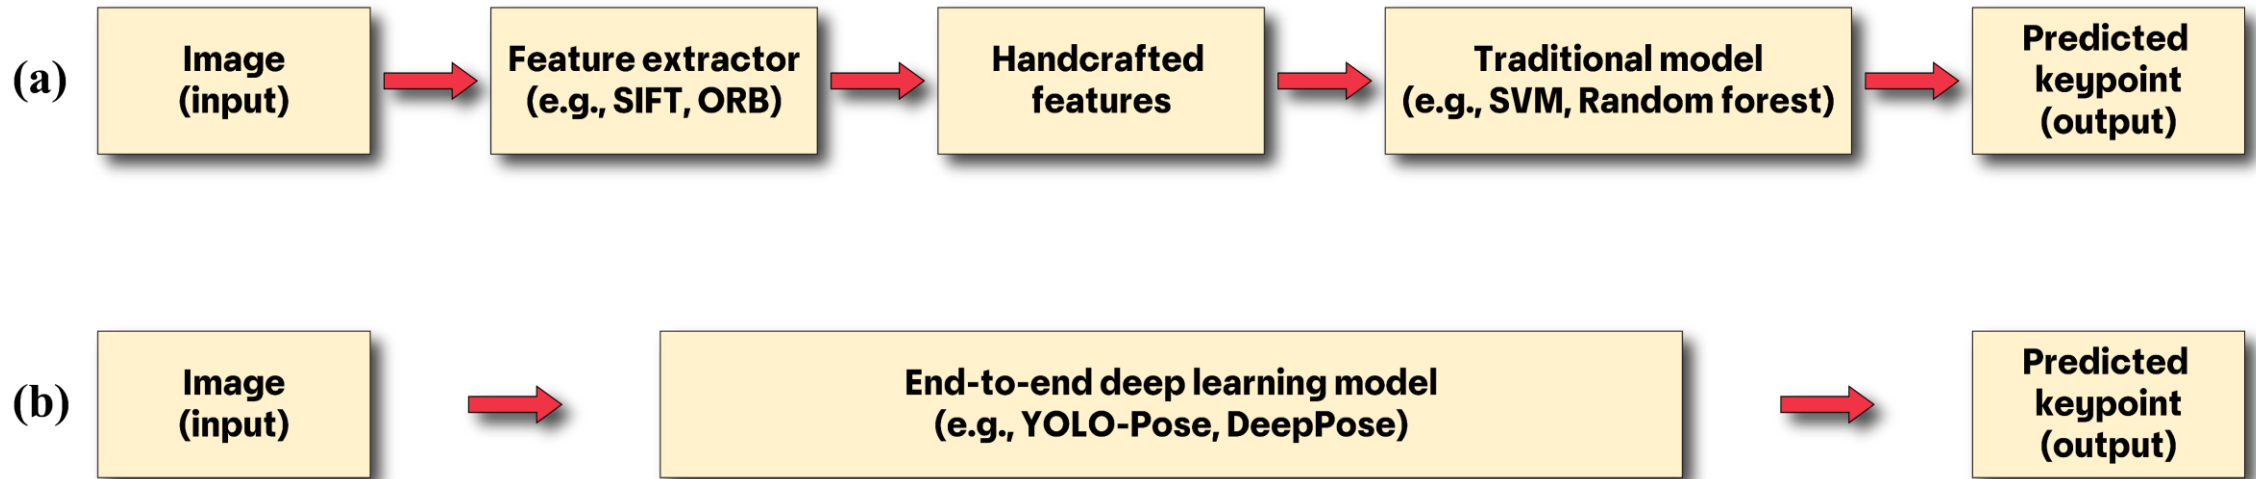 (a)
Image
(input)
Feature extractor
(e.g., SIFT, ORB)
Handcrafted
features
Traditional model
(e.g., SVM, Random forest)
Predicted
keypoint
(output)
(b)
Image
(input)
End-to-end deep learning model
(e.g., YOLO-Pose, DeepPose)
Predicted
keypoint
(output)